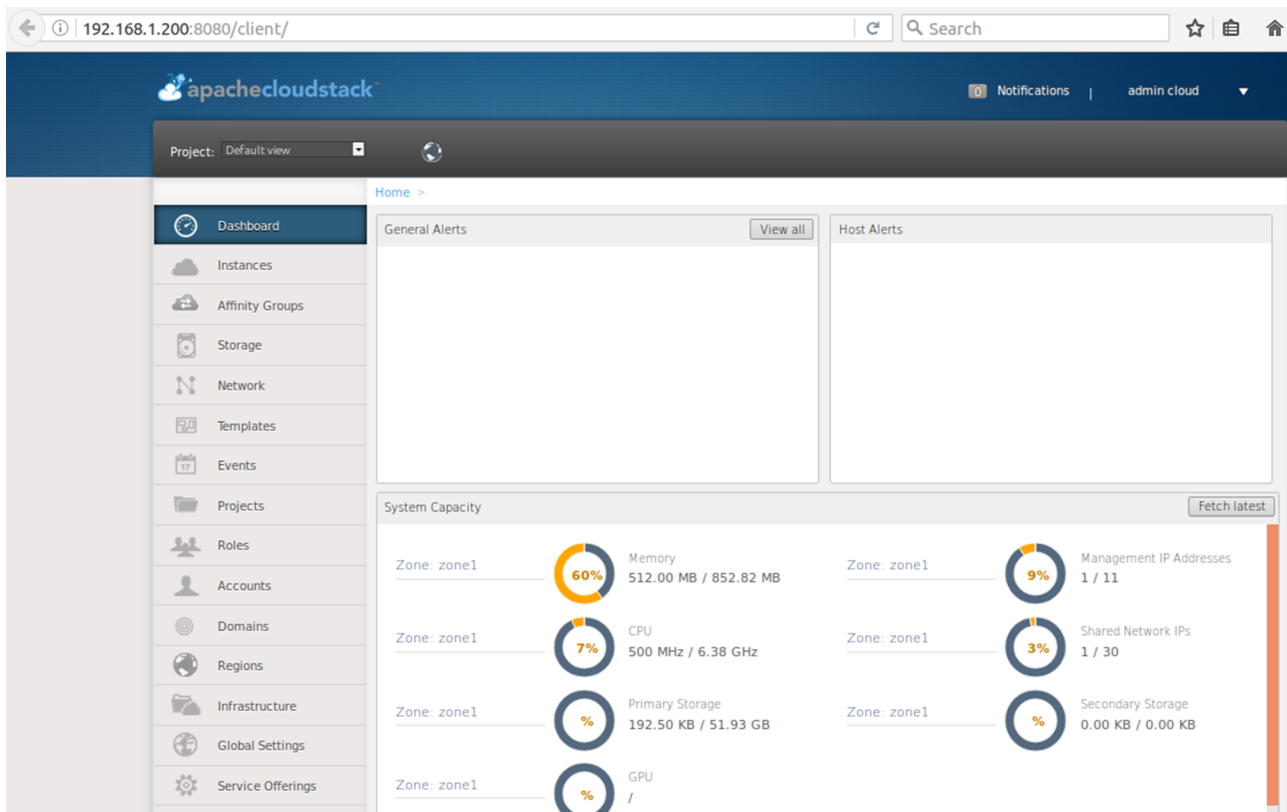 192.168.1.200:8080/client/
Search
apachecloudstack™
0 Notifications | admin cloud
Project: Default view
Home >
Dashboard
Instances
Affinity Groups
Storage
Network
Templates
17
Events
Projects
Roles
Accounts
Domains
Regions
Infrastructure
Global Settings
Service Offerings
General Alerts
View all
Host Alerts
System Capacity
Fetch latest
Zone: zone1
60%
Memory
512.00 MB / 852.82 MB
Zone: zone1
9%
Management IP Addresses
1 / 11
Zone: zone1
7%
CPU
500 MHz / 6.38 GHz
Zone: zone1
3%
Shared Network IPs
1 / 30
Zone: zone1
%
Primary Storage
192.50 KB / 51.93 GB
Zone: zone1
%
Secondary Storage
0.00 KB / 0.00 KB
Zone: zone1
%
GPU
/